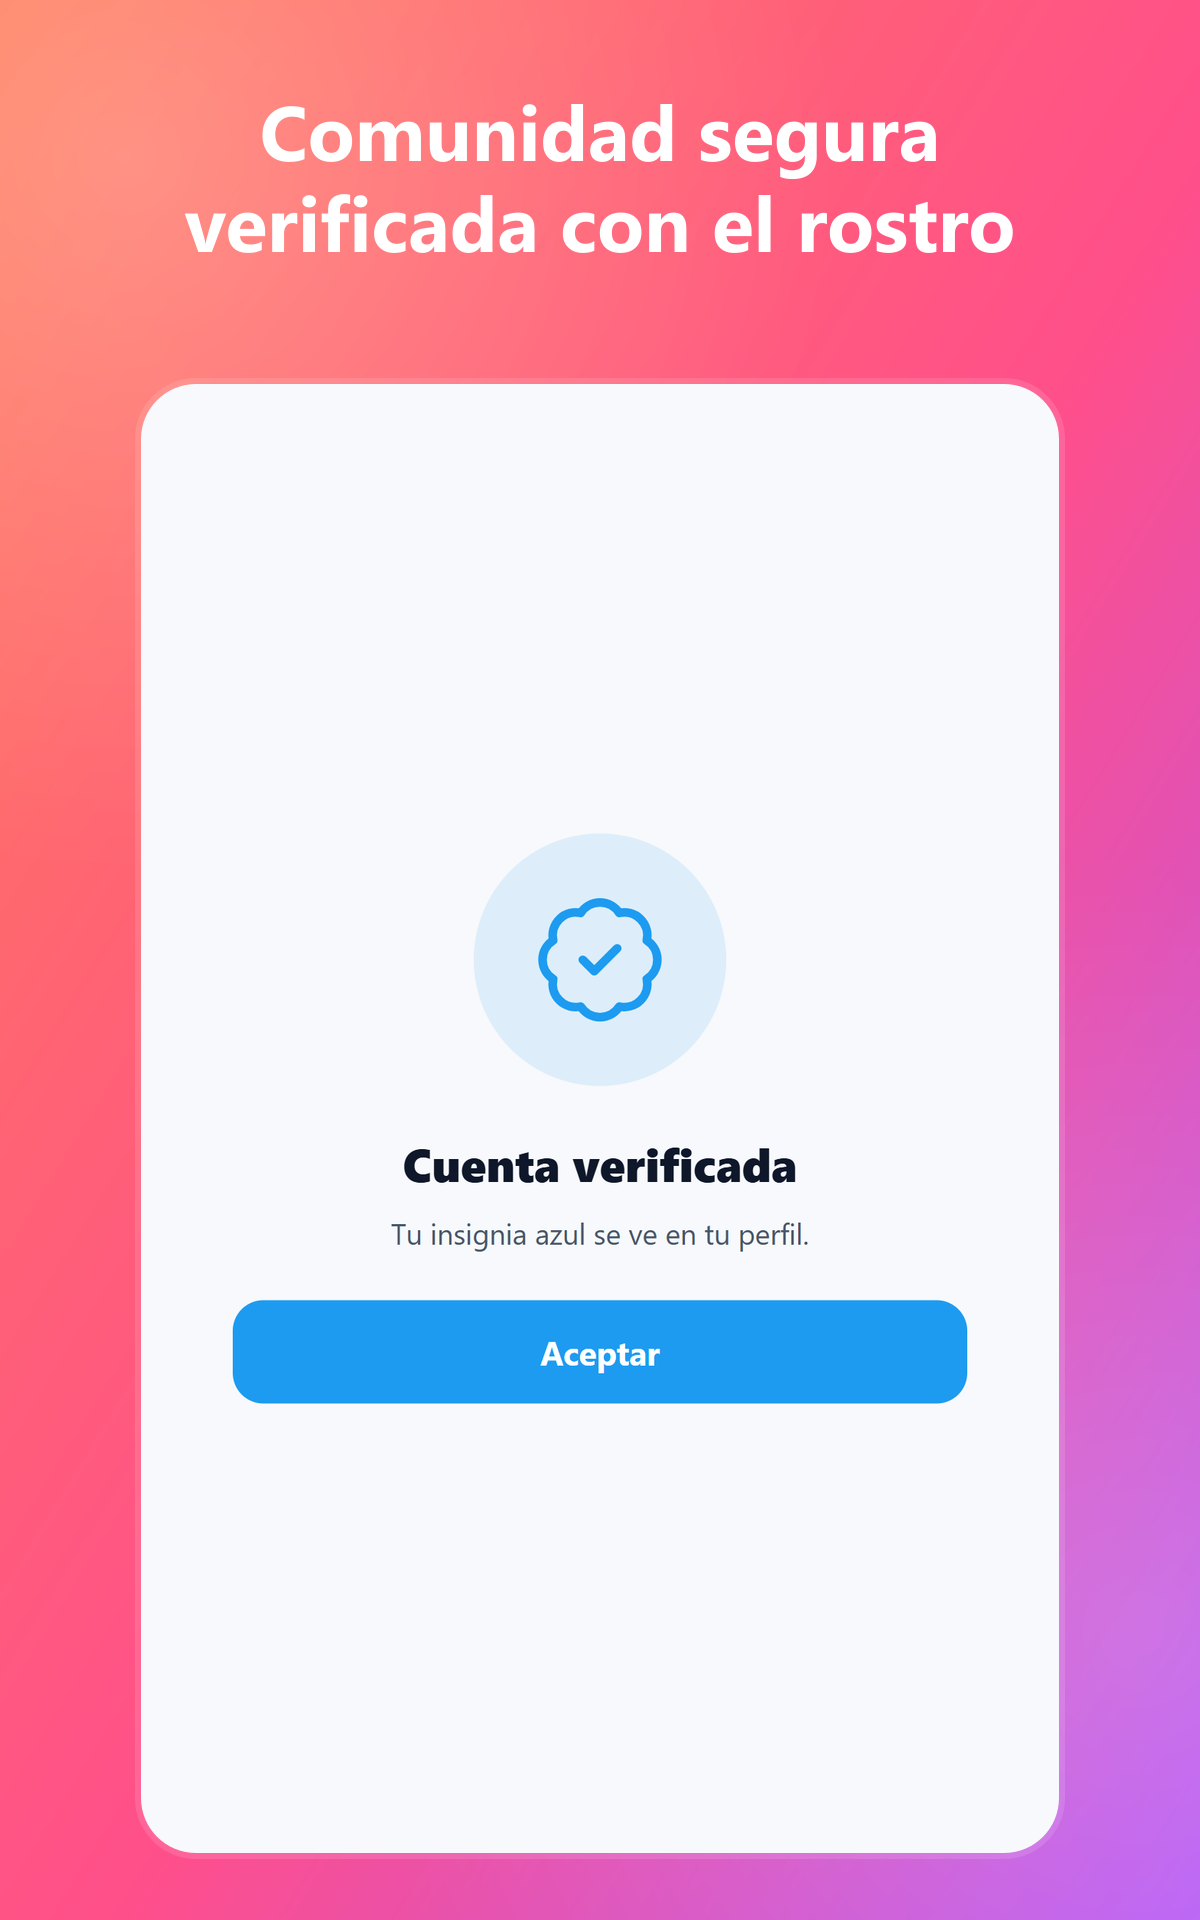 Comunidad segura
verificada con el rostro
Cuenta verificada
Tu insignia azul se ve en tu perfil.
Aceptar